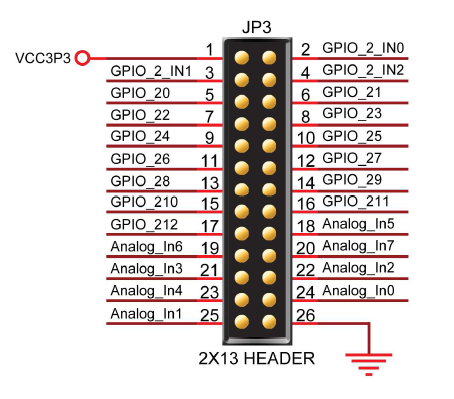 JP3
VCC3P3 1 2 GPIO_2_IN0
GPIO_2_IN1 3 4 GPIO_2_IN2
GPIO_20 5 6 GPIO_21
GPIO_22 7 8 GPIO_23
GPIO_24 9 10 GPIO_25
GPIO_26 11 12 GPIO_27
GPIO_28 13 14 GPIO_29
GPIO_210 15 16 GPIO_211
GPIO_212 17 18 Analog_In5
Analog_In6 19 20 Analog_In7
Analog_In3 21 22 Analog_In2
Analog_In4 23 24 Analog_In0
Analog_In1 25 26
2X13 HEADER